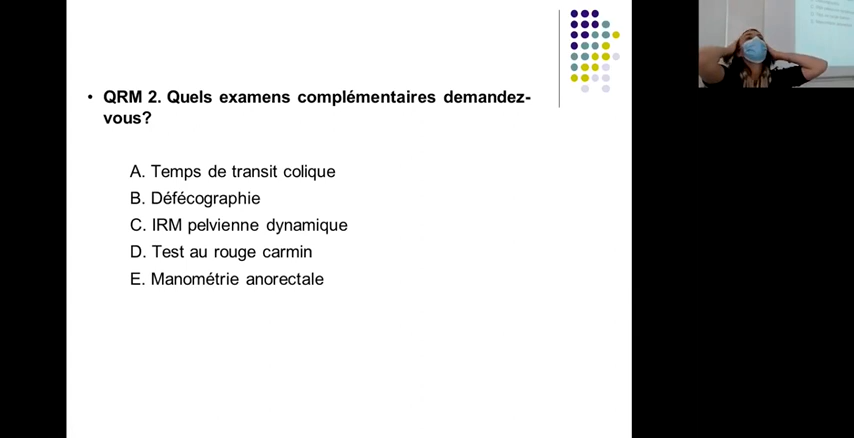 • QRM 2. Quels examens complémentaires demandez-
vous?
A. Temps de transit colique
B. Défécographie
C. IRM pelvienne dynamique
D. Test au rouge carmin
E. Manométrie anorectale